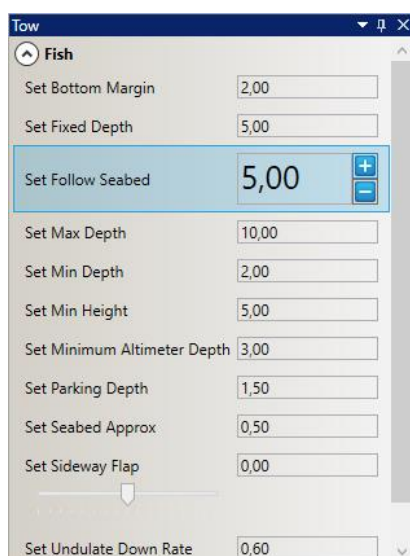 Tow
Fish
Set Bottom Margin 2,00
Set Fixed Depth 5,00
Set Follow Seabed 5,00
Set Max Depth 10,00
Set Min Depth 2,00
Set Min Height 5,00
Set Minimum Altimeter Depth 3,00
Set Parking Depth 1,50
Set Seabed Approx 0,50
Set Sideway Flap 0,00
Set Undulate Down Rate 0,60